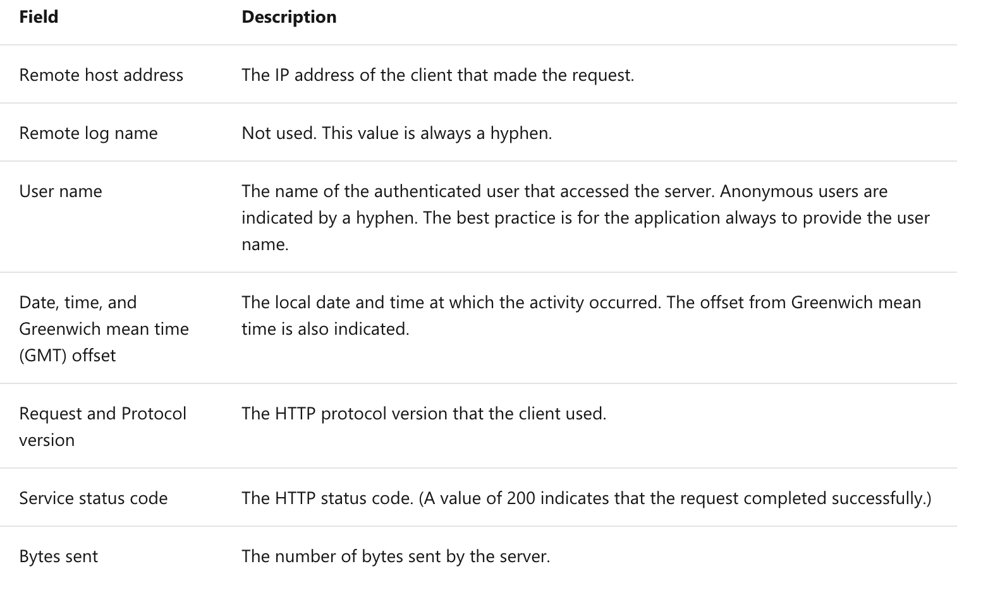 Field Description
Remote host address The IP address of the client that made the request.
Remote log name Not used. This value is always a hyphen.
User name The name of the authenticated user that accessed the server. Anonymous users are
indicated by a hyphen. The best practice is for the application always to provide the user
name.
Date, time, and The local date and time at which the activity occurred. The offset from Greenwich mean
Greenwich mean time time is also indicated.
(GMT) offset
Request and Protocol The HTTP protocol version that the client used.
version
Service status code The HTTP status code. (A value of 200 indicates that the request completed successfully.)
Bytes sent The number of bytes sent by the server.